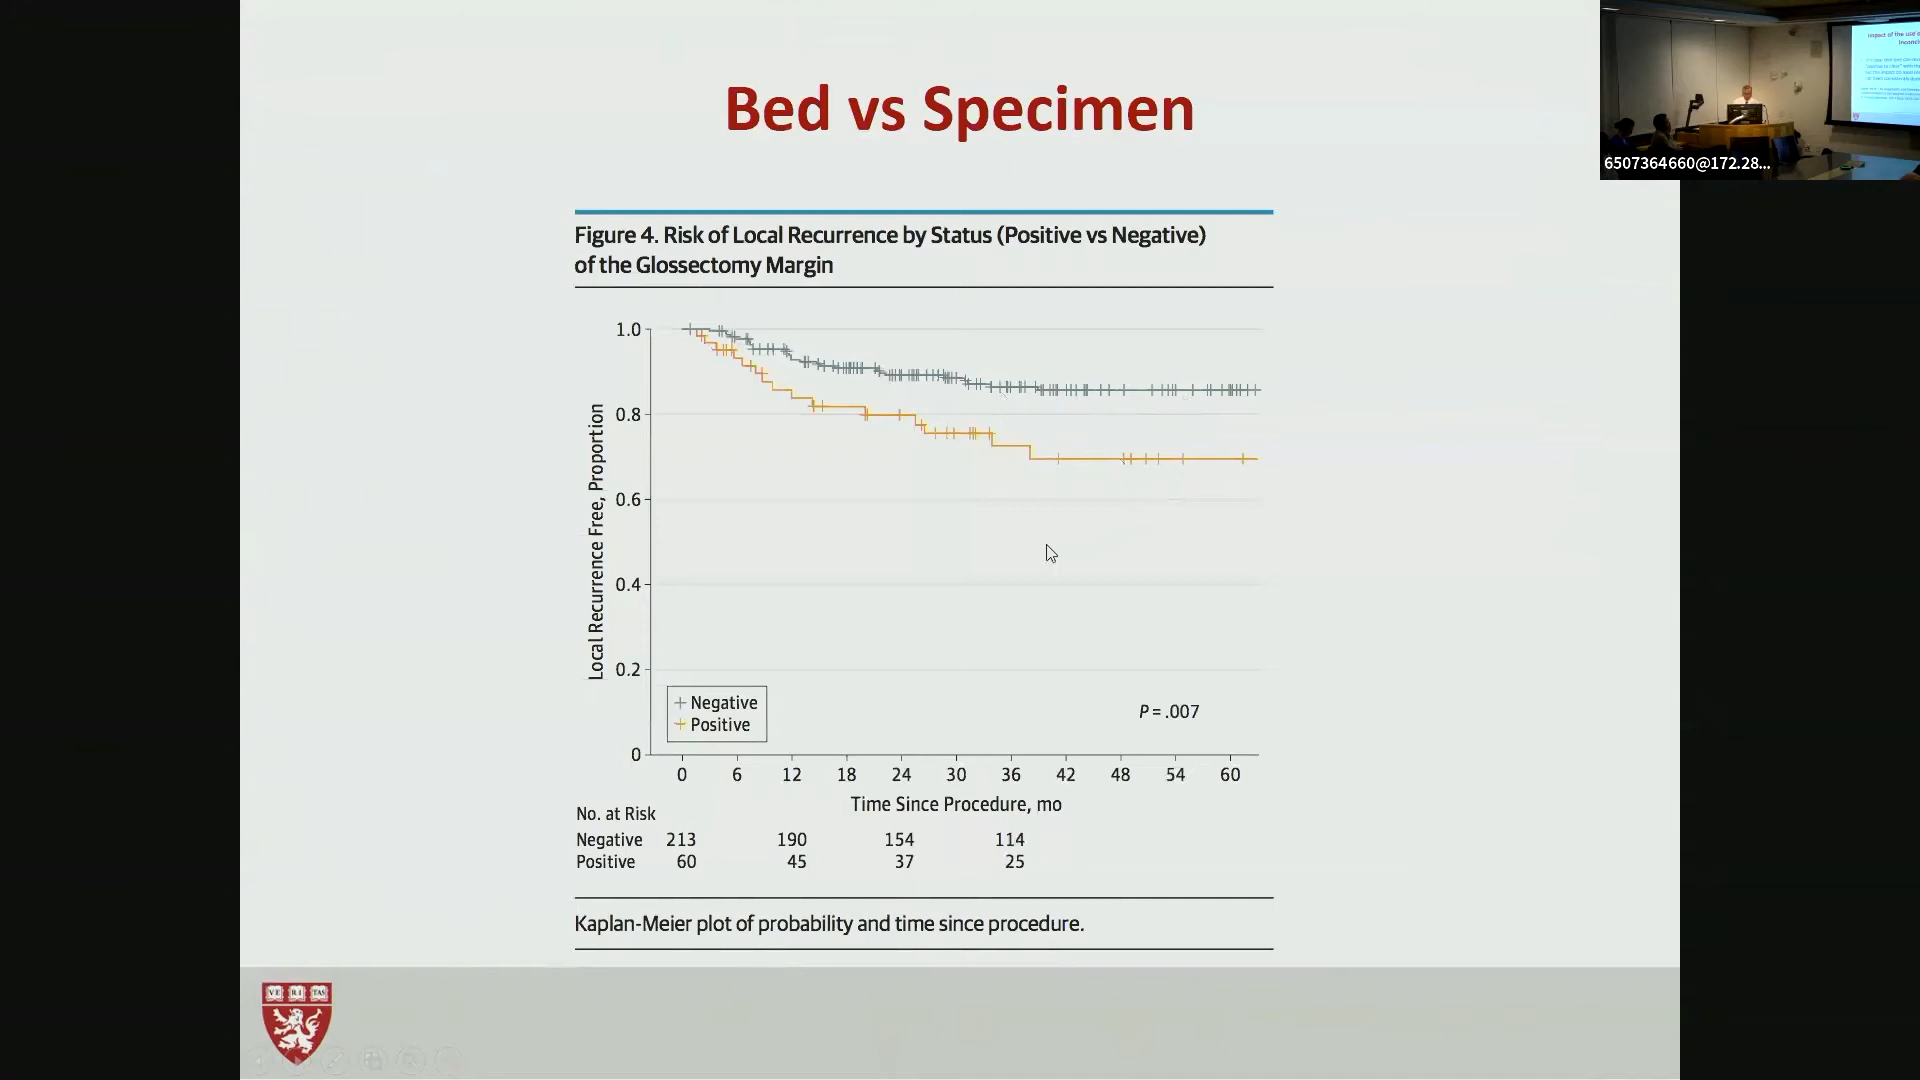 Bed vs Specimen
6507364660@172.28...
Figure 4. Risk of Local Recurrence by Status (Positive vs Negative)
of the Glossectomy Margin
Local Recurrence Free, Proportion
1.0
0.8
0.6
0.4
0.2
0
Negative
Positive
P = .007
0 6 12 18 24 30 36 42 48 54 60
Time Since Procedure, mo
No. at Risk
Negative 213 190 154 114
Positive 60 45 37 25
Kaplan-Meier plot of probability and time since procedure.
VE RI TAS